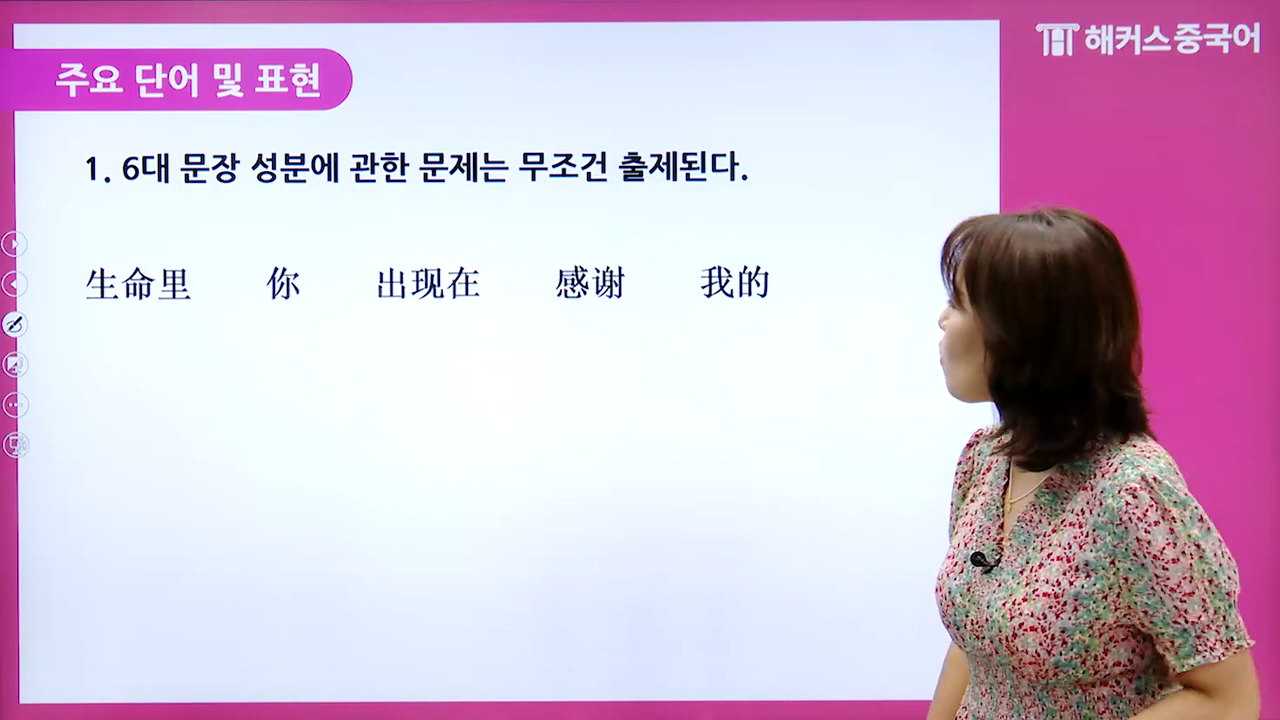 해커스중국어
주요 단어 및 표현
1. 6대 문장 성분에 관한 문제는 무조건 출제된다.
生命里 你 出现在 感谢 我的